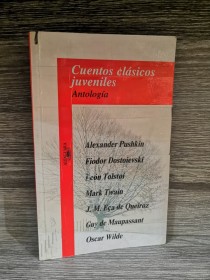 Cuentos clásicos
juveniles
Antología
Alexander Pushkin
Fiodor Dostoievski
León Tolstoi
Mark Twain
J. M. Eça de Queiroz
Guy de Maupassant
Oscar Wilde